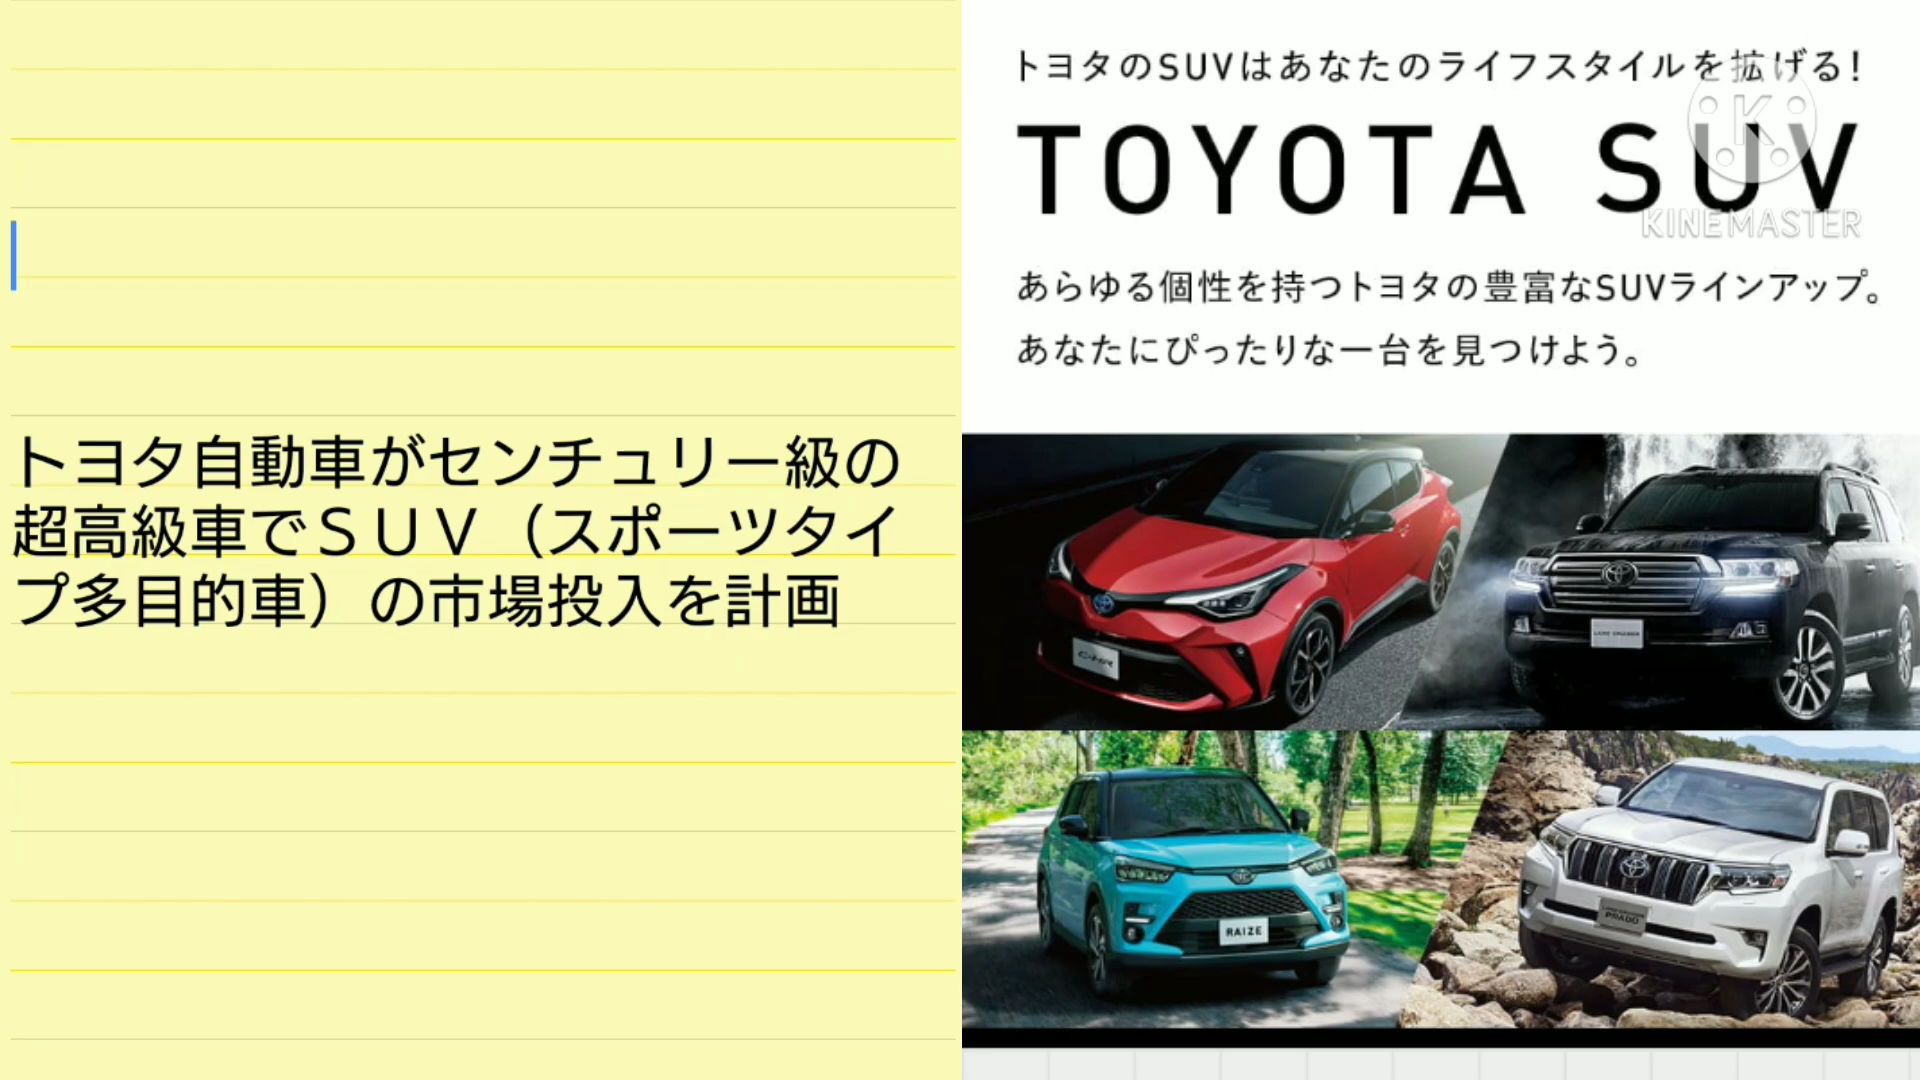 トヨタ自動車がセンチュリー級の
超高級車でＳＵＶ（スポーツタイ
プ多目的車）の市場投入を計画
トヨタのSUVはあなたのライフスタイルを拡げる！
TOYOTA SUV
KINEMASTER
あらゆる個性を持つトヨタの豊富なSUVラインアップ。
あなたにぴったりな一台を見つけよう。
C-HR
LAND CRUISER
RAIZE
LAND CRUISER
PRADO